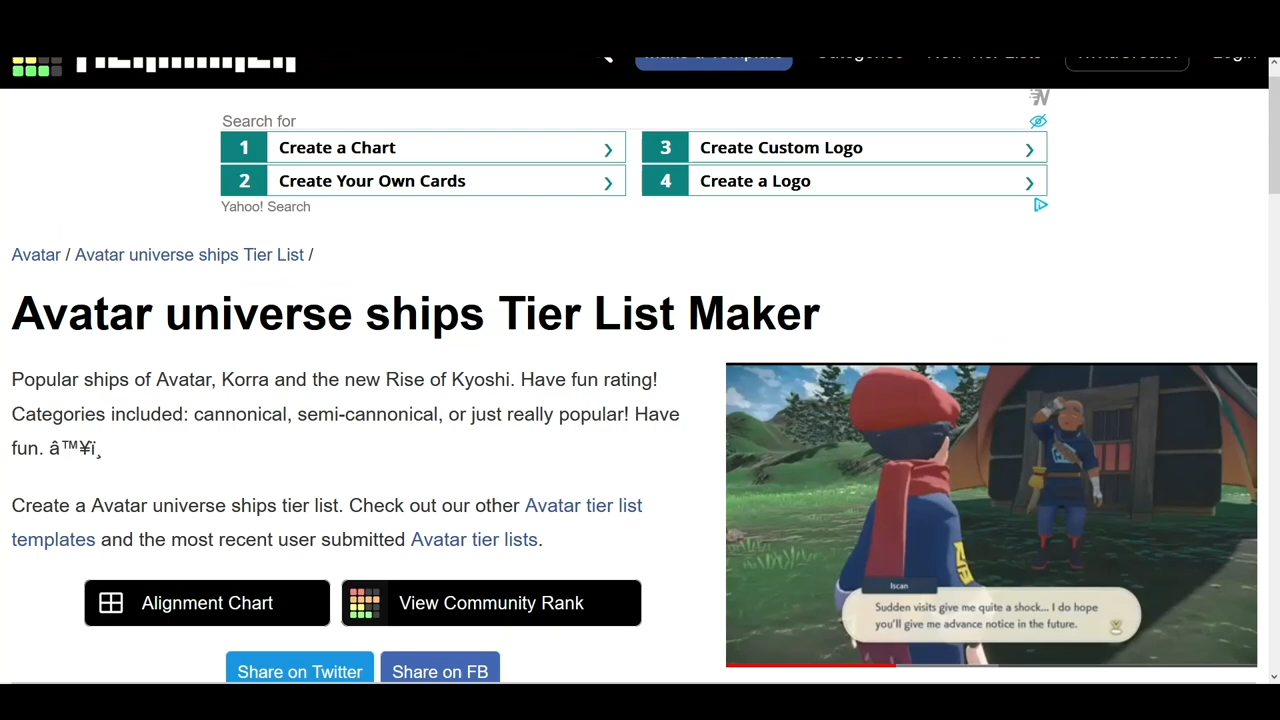 Search for
1 Create a Chart
2 Create Your Own Cards
3 Create Custom Logo
4 Create a Logo
Yahoo! Search
Avatar / Avatar universe ships Tier List /
Avatar universe ships Tier List Maker
Popular ships of Avatar, Korra and the new Rise of Kyoshi. Have fun rating!
Categories included: cannonical, semi-cannonical, or just really popular! Have
fun. â™¥ï¸
Create a Avatar universe ships tier list. Check out our other Avatar tier list
templates and the most recent user submitted Avatar tier lists.
Alignment Chart
View Community Rank
Share on Twitter
Share on FB
Iscan
Sudden visits give me quite a shock... I do hope
you'll give me advance notice in the future.